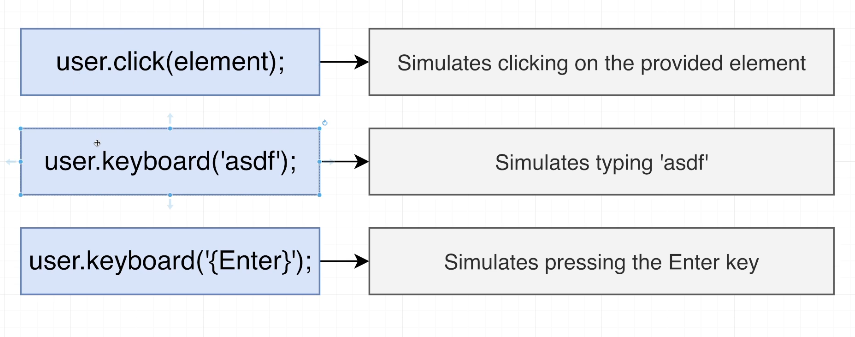 user.click(element);
Simulates clicking on the provided element
user.keyboard('asdf');
Simulates typing 'asdf'
user.keyboard('{Enter}');
Simulates pressing the Enter key